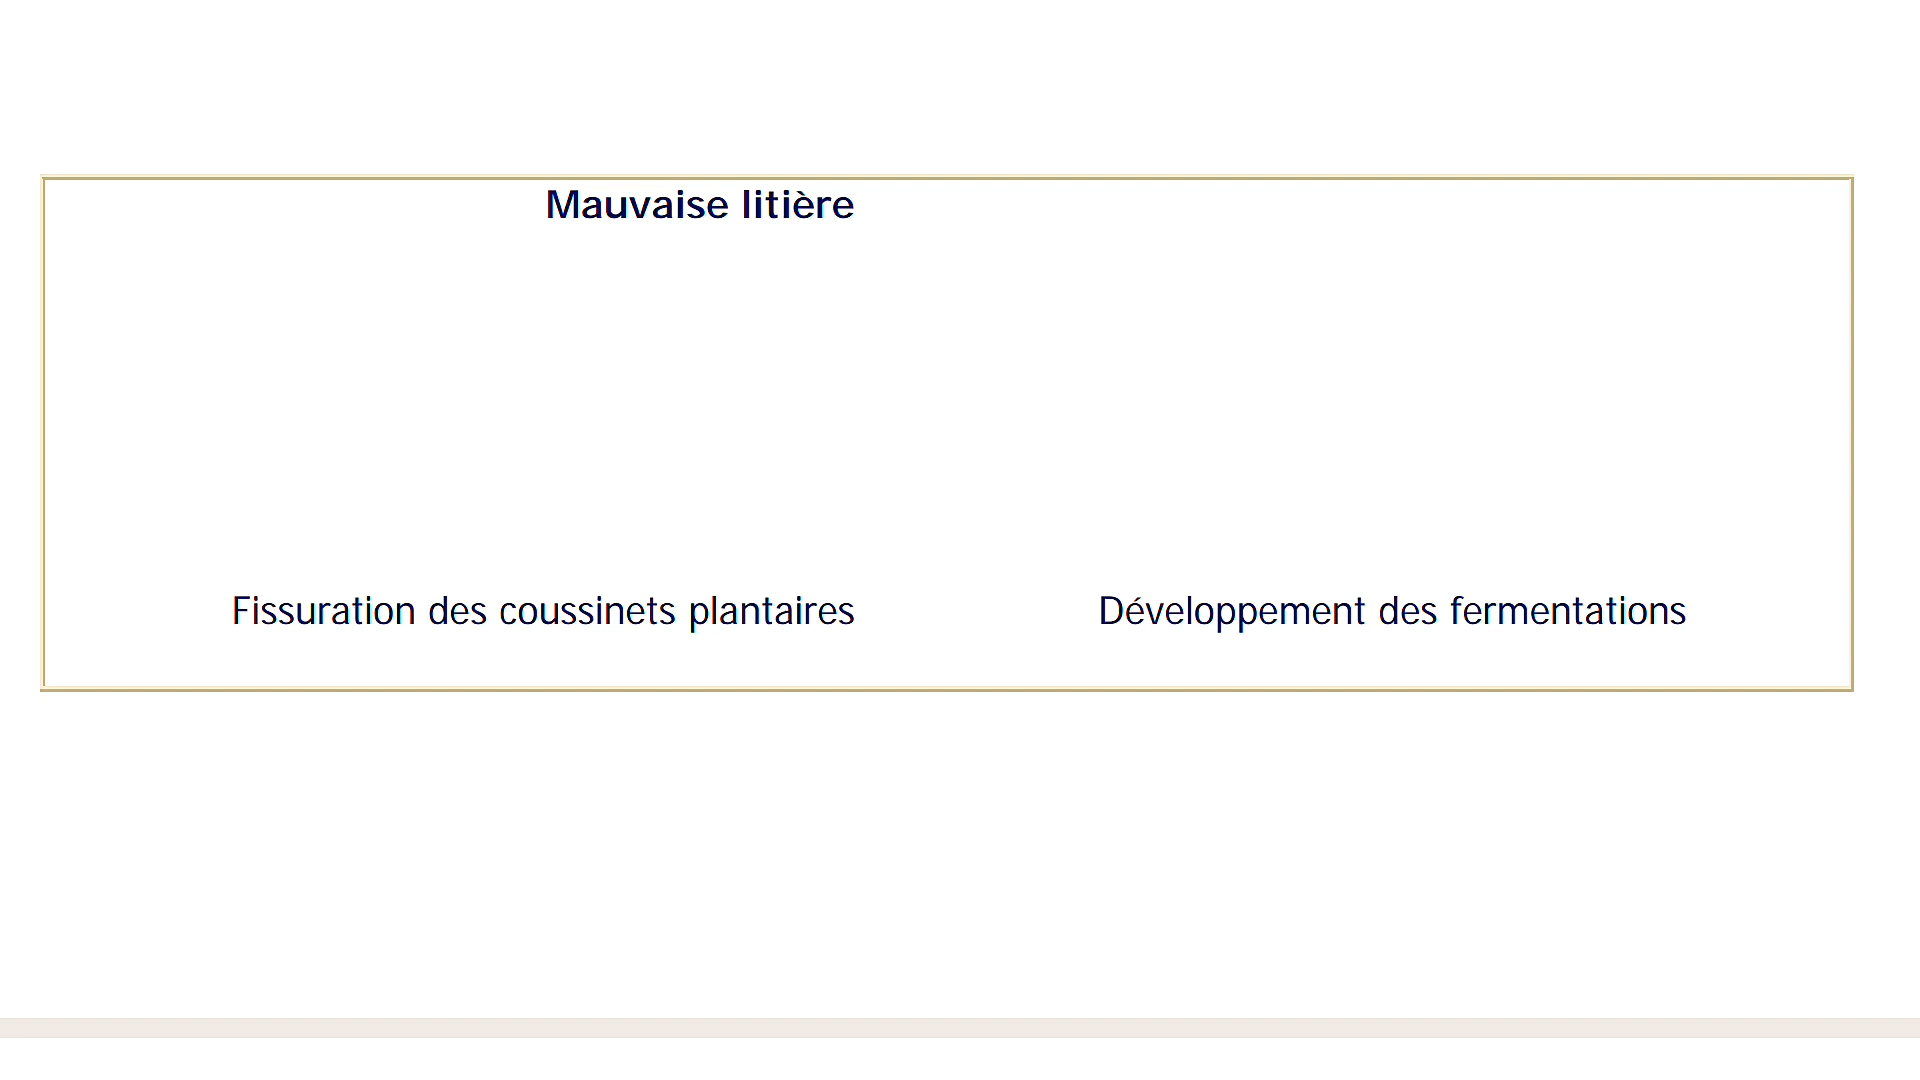 Mauvaise litière
Fissuration des coussinets plantaires
Développement des fermentations